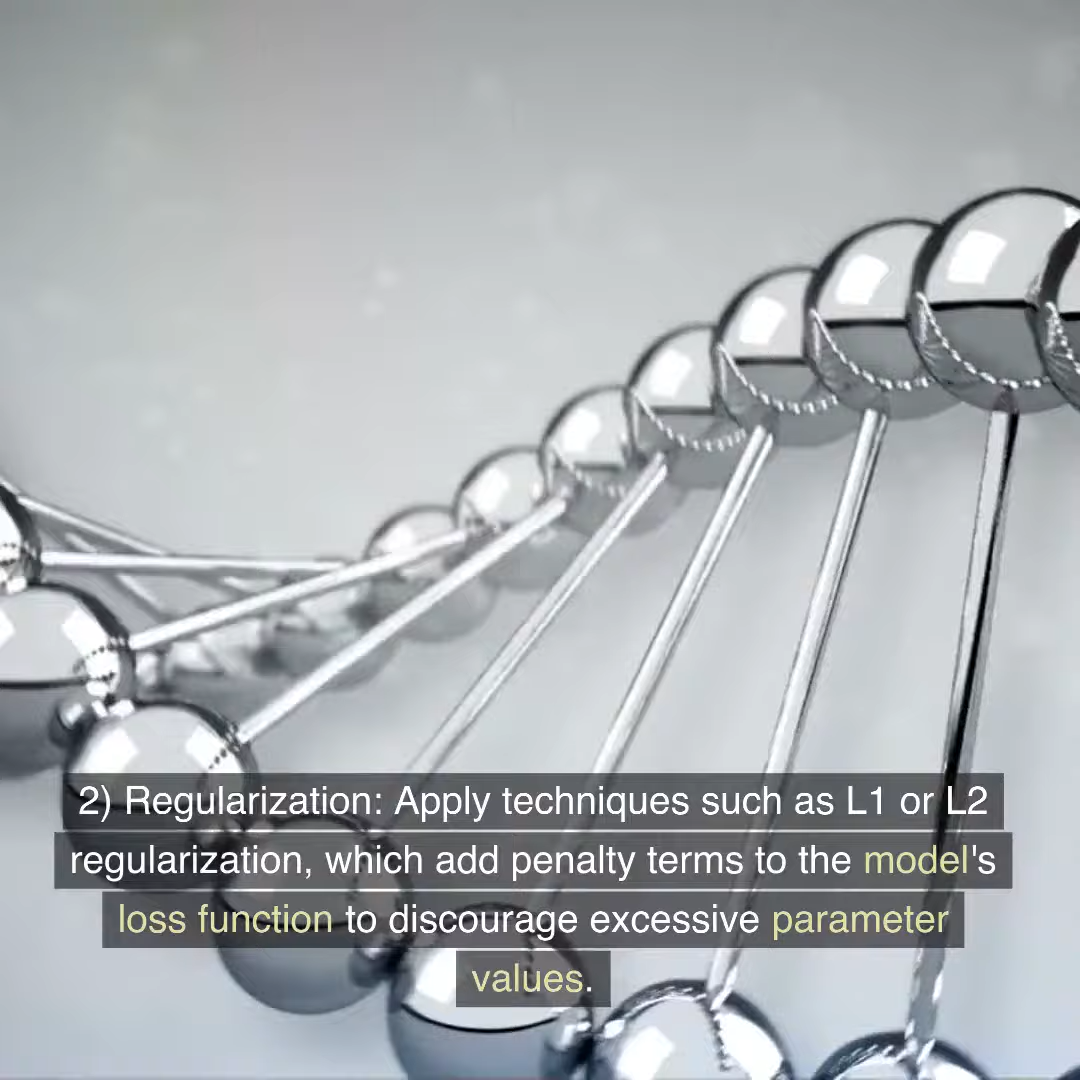 2) Regularization: Apply techniques such as L1 or L2
regularization, which add penalty terms to the model's
loss function to discourage excessive parameter
values.